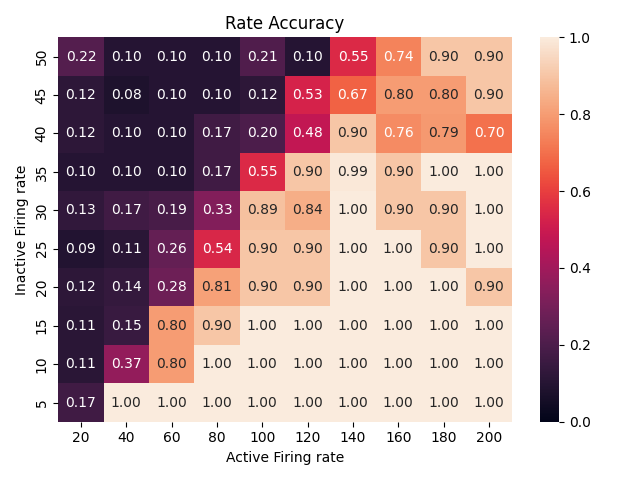 Rate Accuracy
50 0.22 0.10 0.10 0.10 0.21 0.10 0.55 0.74 0.90 0.90
45 0.12 0.08 0.10 0.10 0.12 0.53 0.67 0.80 0.80 0.90
40 0.12 0.10 0.10 0.17 0.20 0.48 0.90 0.76 0.79 0.70
35 0.10 0.10 0.10 0.17 0.55 0.90 0.99 0.90 1.00 1.00
30 0.13 0.17 0.19 0.33 0.89 0.84 1.00 0.90 0.90 1.00
25 0.09 0.11 0.26 0.54 0.90 0.90 1.00 1.00 0.90 1.00
20 0.12 0.14 0.28 0.81 0.90 0.90 1.00 1.00 1.00 0.90
15 0.11 0.15 0.80 0.90 1.00 1.00 1.00 1.00 1.00 1.00
10 0.11 0.37 0.80 1.00 1.00 1.00 1.00 1.00 1.00 1.00
5 0.17 1.00 1.00 1.00 1.00 1.00 1.00 1.00 1.00 1.00
20 40 60 80 100 120 140 160 180 200
Active Firing rate
Inactive Firing rate
1.0
0.8
0.6
0.4
0.2
0.0